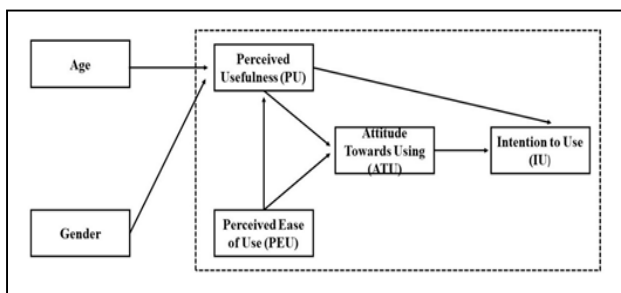 Age
Perceived
Usefulness (PU)
Attitude
Towards Using
(ATU)
Intention to Use
(IU)
Gender
Perceived Ease
of Use (PEU)